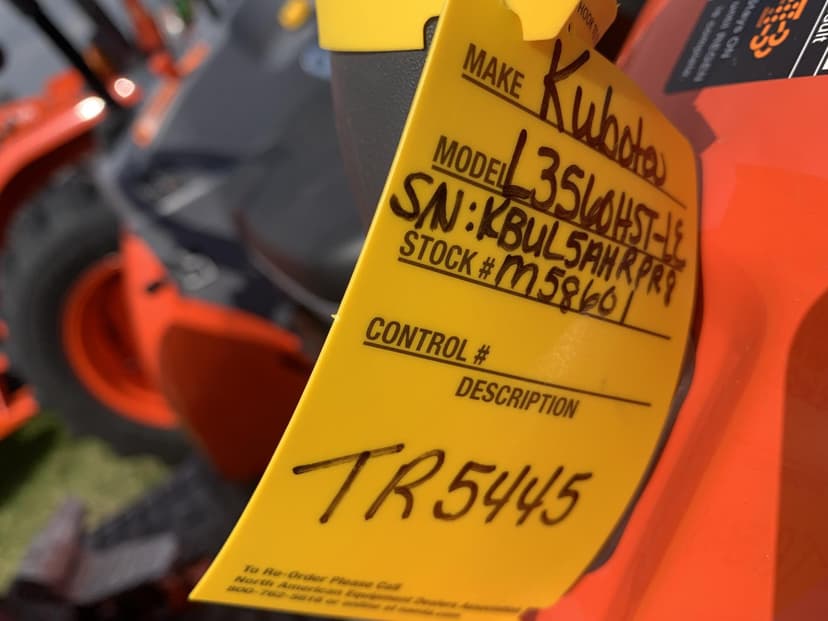 HOOK
MAKE Kubota
MODEL L3560HST-LE
SN: KBUL5AHRPR8
STOCK # M58601
CONTROL #
DESCRIPTION
TR5445
To Re-Order Please Call
North American Equipment Dealers Association